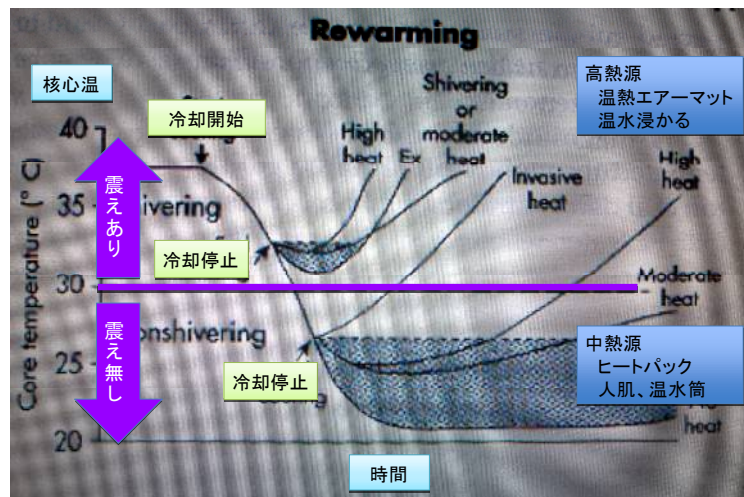 Rewarming
核心温
冷却開始
40
35
30
25
20
Core temperature (° C)
震えあり
震え無し
High
heat
Ex
Shivering
or
moderate
heat
Invasive
heat
High
heat
高熱源
温熱エアーマット
温水浸かる
冷却停止
Moderate
heat
冷却停止
中熱源
ヒートパック
人肌、温水筒
heat
時間